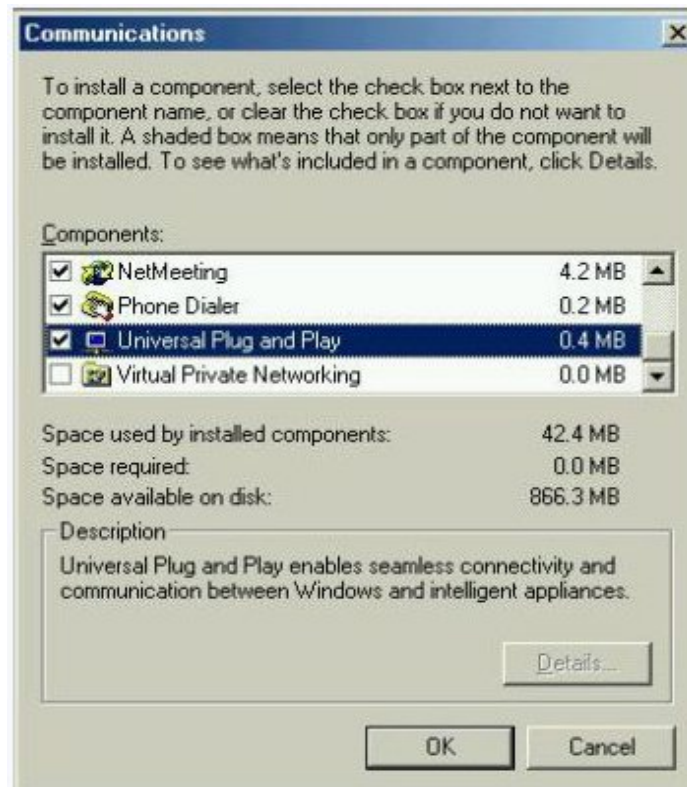 Communications
To install a component, select the check box next to the
component name, or clear the check box if you do not want to
install it. A shaded box means that only part of the component will
be installed. To see what's included in a component, click Details.
Components:
NetMeeting 4.2 MB
Phone Dialer 0.2 MB
Universal Plug and Play 0.4 MB
Virtual Private Networking 0.0 MB
Space used by installed components: 42.4 MB
Space required: 0.0 MB
Space available on disk: 866.3 MB
Description
Universal Plug and Play enables seamless connectivity and
communication between Windows and intelligent appliances.
Details...
OK Cancel